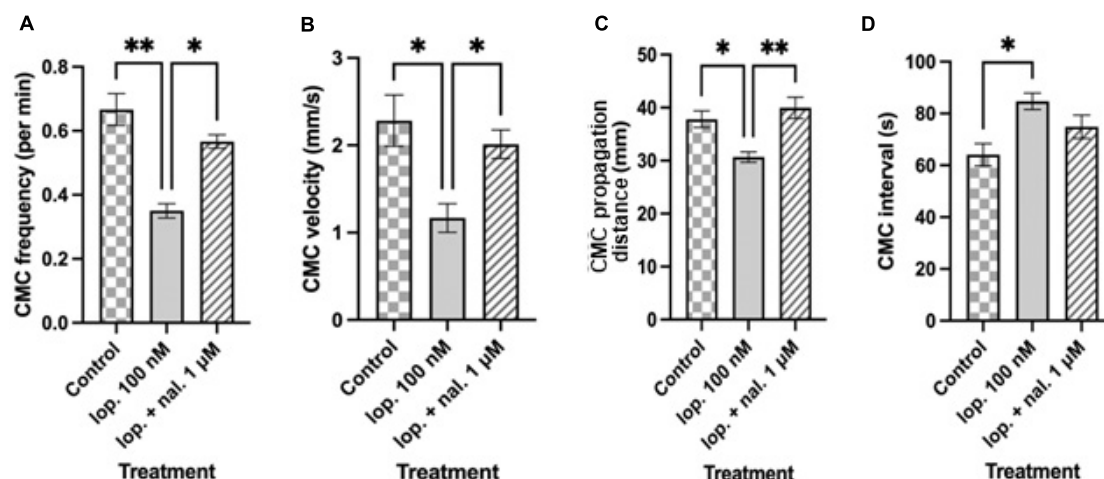 A
CMC frequency (per min)
0.8
0.6
0.4
0.2
0.0
** *
Control
lop. 100 nM
lop. + nal. 1 µM
Treatment
B
CMC velocity (mm/s)
3
2
1
0
* *
Control
lop. 100 nM
lop. + nal. 1 µM
Treatment
C
CMC propagation
distance (mm)
50
40
30
20
10
0
* **
Control
lop. 100 nM
lop. + nal. 1 µM
Treatment
D
CMC interval (s)
100
80
60
40
20
0
*
Control
lop. 100 nM
lop. + nal. 1 µM
Treatment